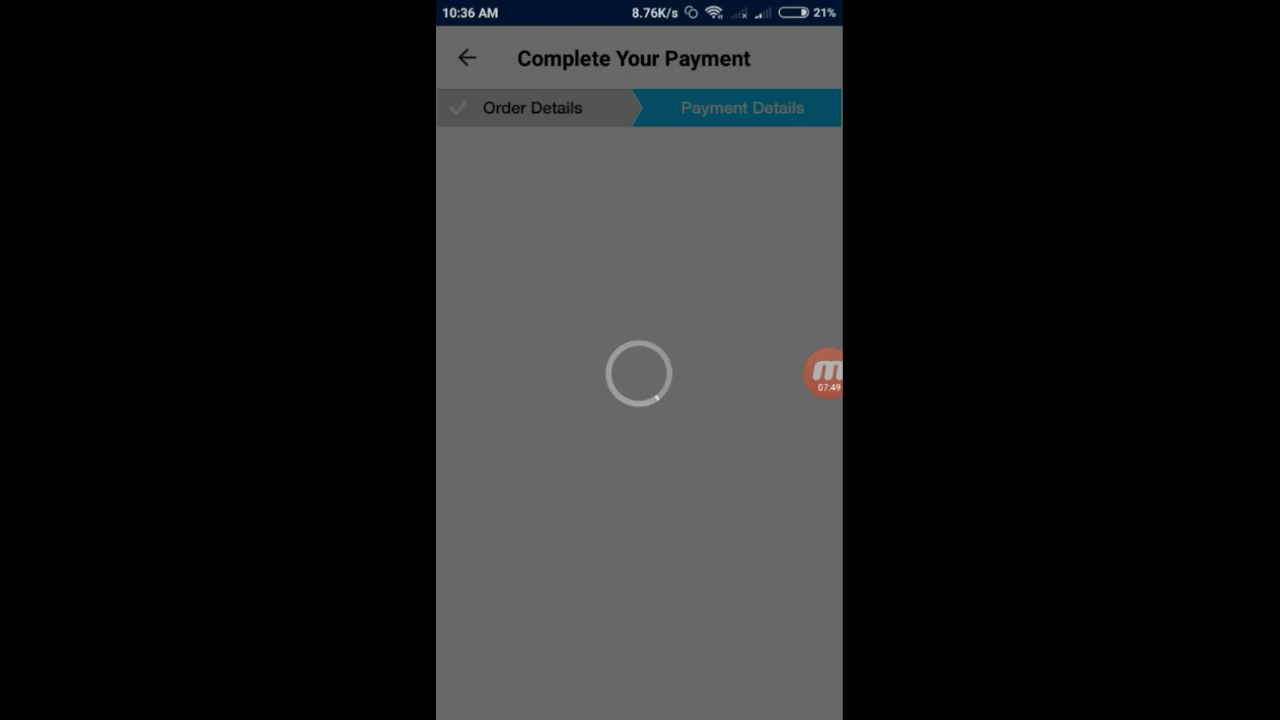 10:36 AM 8.76K/s 21%
Complete Your Payment
Order Details Payment Details
m
07:49